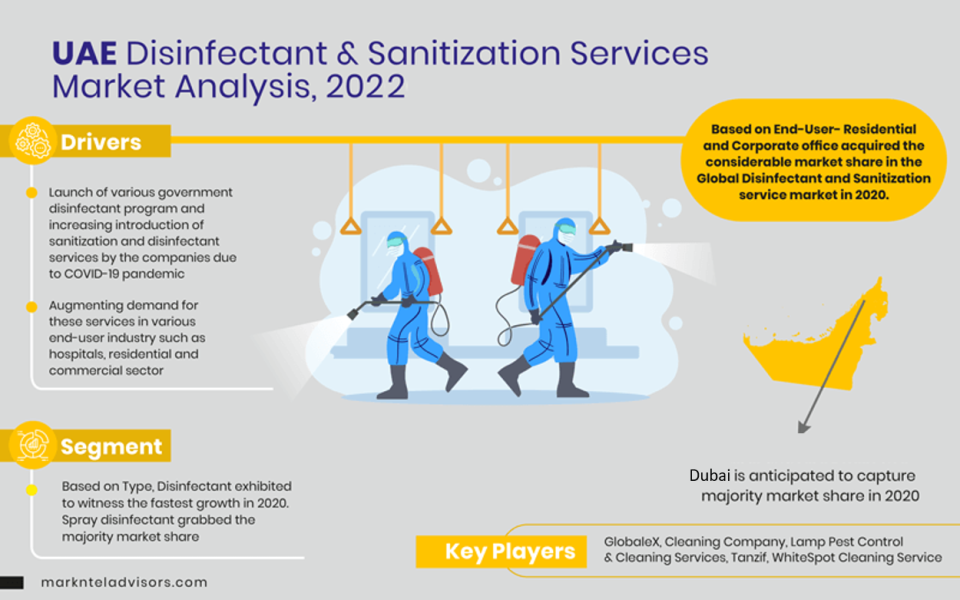 UAE Disinfectant & Sanitization Services
Market Analysis, 2022
Drivers
Launch of various government
disinfectant program and
increasing introduction of
sanitization and disinfectant
services by the companies due
to COVID-19 pandemic
Augmenting demand for
these services in various
end-user industry such as
hospitals, residential and
commercial sector
Based on End-User- Residential
and Corporate office acquired the
considerable market share in the
Global Disinfectant and Sanitization
service market in 2020.
Segment
Based on Type, Disinfectant exhibited
to witness the fastest growth in 2020.
Spray disinfectant grabbed the
majority market share
Dubai is anticipated to capture
majority market share in 2020
Key Players
GlobaleX, Cleaning Company, Lamp Pest Control
& Cleaning Services, Tanzif, WhiteSpot Cleaning Service
marknteladvisors.com